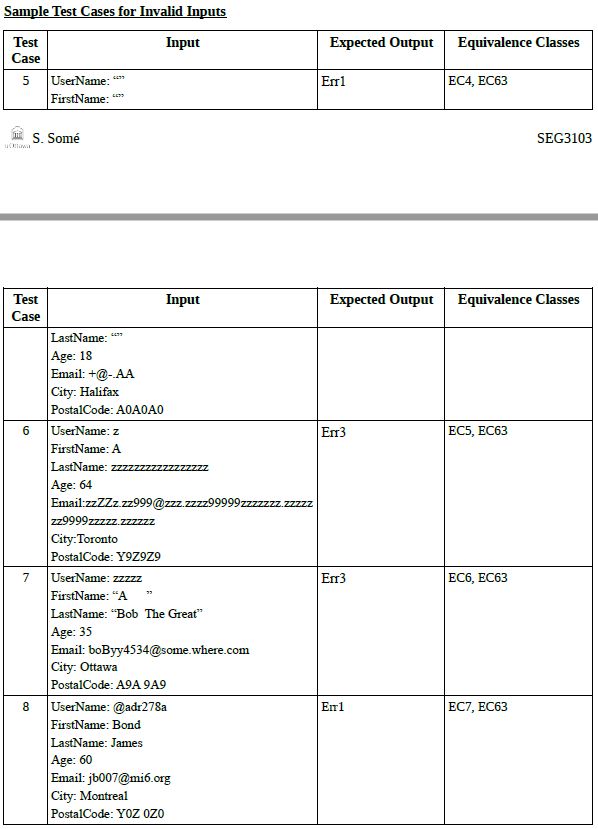 Sample Test Cases for Invalid Inputs
Test Case Input Expected Output Equivalence Classes
5 UserName: “” Err1 EC4, EC63
FirstName: “”
uOttawa S. Somé SEG3103
Test Case Input Expected Output Equivalence Classes
LastName: “”
Age: 18
Email: +@-.AA
City: Halifax
PostalCode: A0A0A0
6 UserName: z Err3 EC5, EC63
FirstName: A
LastName: zzzzzzzzzzzzzzzzz
Age: 64
Email:zzZZz.zz999@zzz.zzzz99999zzzzzzz.zzzzz
zz9999zzzzz.zzzzzz
City:Toronto
PostalCode: Y9Z9Z9
7 UserName: zzzzz Err3 EC6, EC63
FirstName: “A ”
LastName: “Bob The Great”
Age: 35
Email: boByy4534@some.where.com
City: Ottawa
PostalCode: A9A 9A9
8 UserName: @adr278a Err1 EC7, EC63
FirstName: Bond
LastName: James
Age: 60
Email: jb007@mi6.org
City: Montreal
PostalCode: Y0Z 0Z0